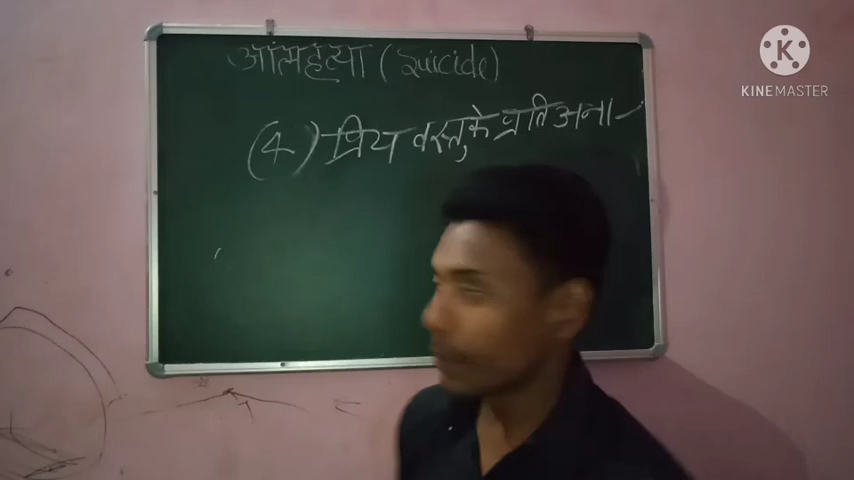 आत्महत्या (Suicide)
(4) प्रिय वस्तु के प्रति अना-
K
KINEMASTER